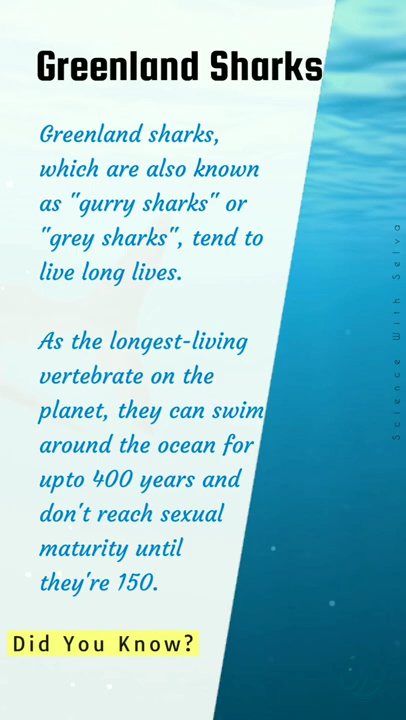 Greenland Sharks
Greenland sharks,
which are also known
as "gurry sharks" or
"grey sharks", tend to
live long lives.
As the longest-living
vertebrate on the
planet, they can swim
around the ocean for
upto 400 years and
don't reach sexual
maturity until
they're 150.
Did You Know?
Science With Selva